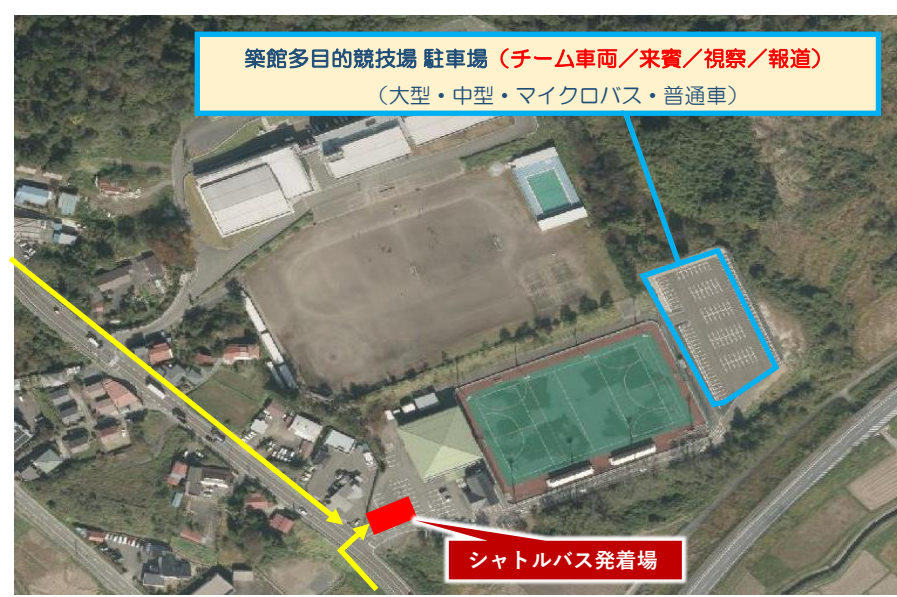 築館多目的競技場 駐車場（チーム車両／来賓／視察／報道）
（大型・中型・マイクロバス・普通車）
シャトルバス発着場